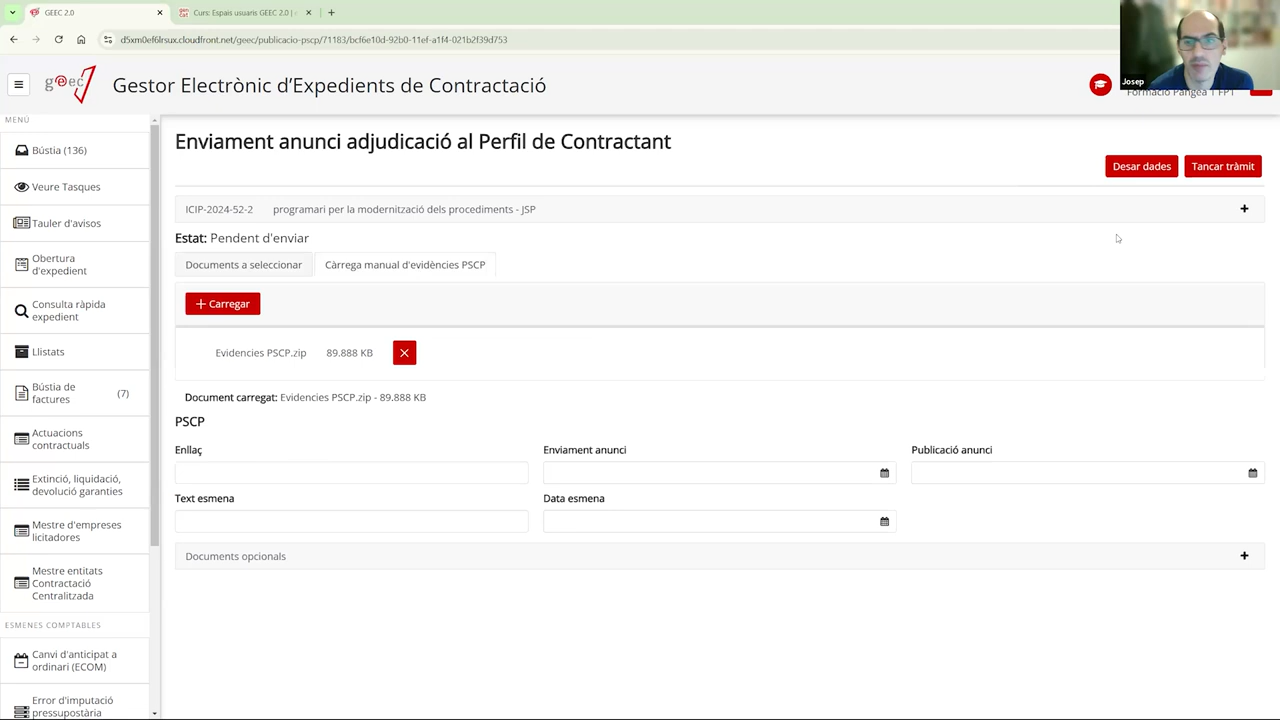 GEEC 2.0
Curs: Espais usuaris GEEC 2.0 | c
d5xm0ef6lrsux.cloudfront.net/geec/publicacio-pscp/71183/bcf6e10d-92b0-11ef-a1f4-021b2f39d753
geec
Gestor Electrònic d'Expedients de Contractació
Josep
Formació Pangea 1 FP1
MENÚ
Bústia (136)
Veure Tasques
Tauler d'avisos
Obertura
d'expedient
Consulta ràpida
expedient
Llistats
Bústia de
factures
(7)
Actuacions
contractuals
Extinció, liquidació,
devolució garanties
Mestre d'empreses
licitadores
Mestre entitats
Contractació
Centralitzada
ESMENES COMPTABLES
Canvi d'anticipat a
ordinari (ECOM)
Error d'imputació
pressupostària
Enviament anunci adjudicació al Perfil de Contractant
Desar dades
Tancar tràmit
ICIP-2024-52-2 programari per la modernització dels procediments - JSP
Estat: Pendent d'enviar
Documents a seleccionar
Càrrega manual d'evidències PSCP
Carregar
Evidencies PSCP.zip 89.888 KB
Document carregat: Evidencies PSCP.zip - 89.888 KB
PSCP
Enllaç
Enviament anunci
Publicació anunci
Text esmena
Data esmena
Documents opcionals